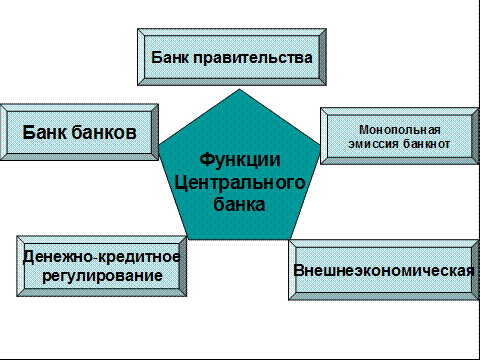 Банк правительства
Банк банков
Монопольная
эмиссия банкнот
Функции
Центрального
банка
Денежно-кредитное
регулирование
Внешнеэкономическая